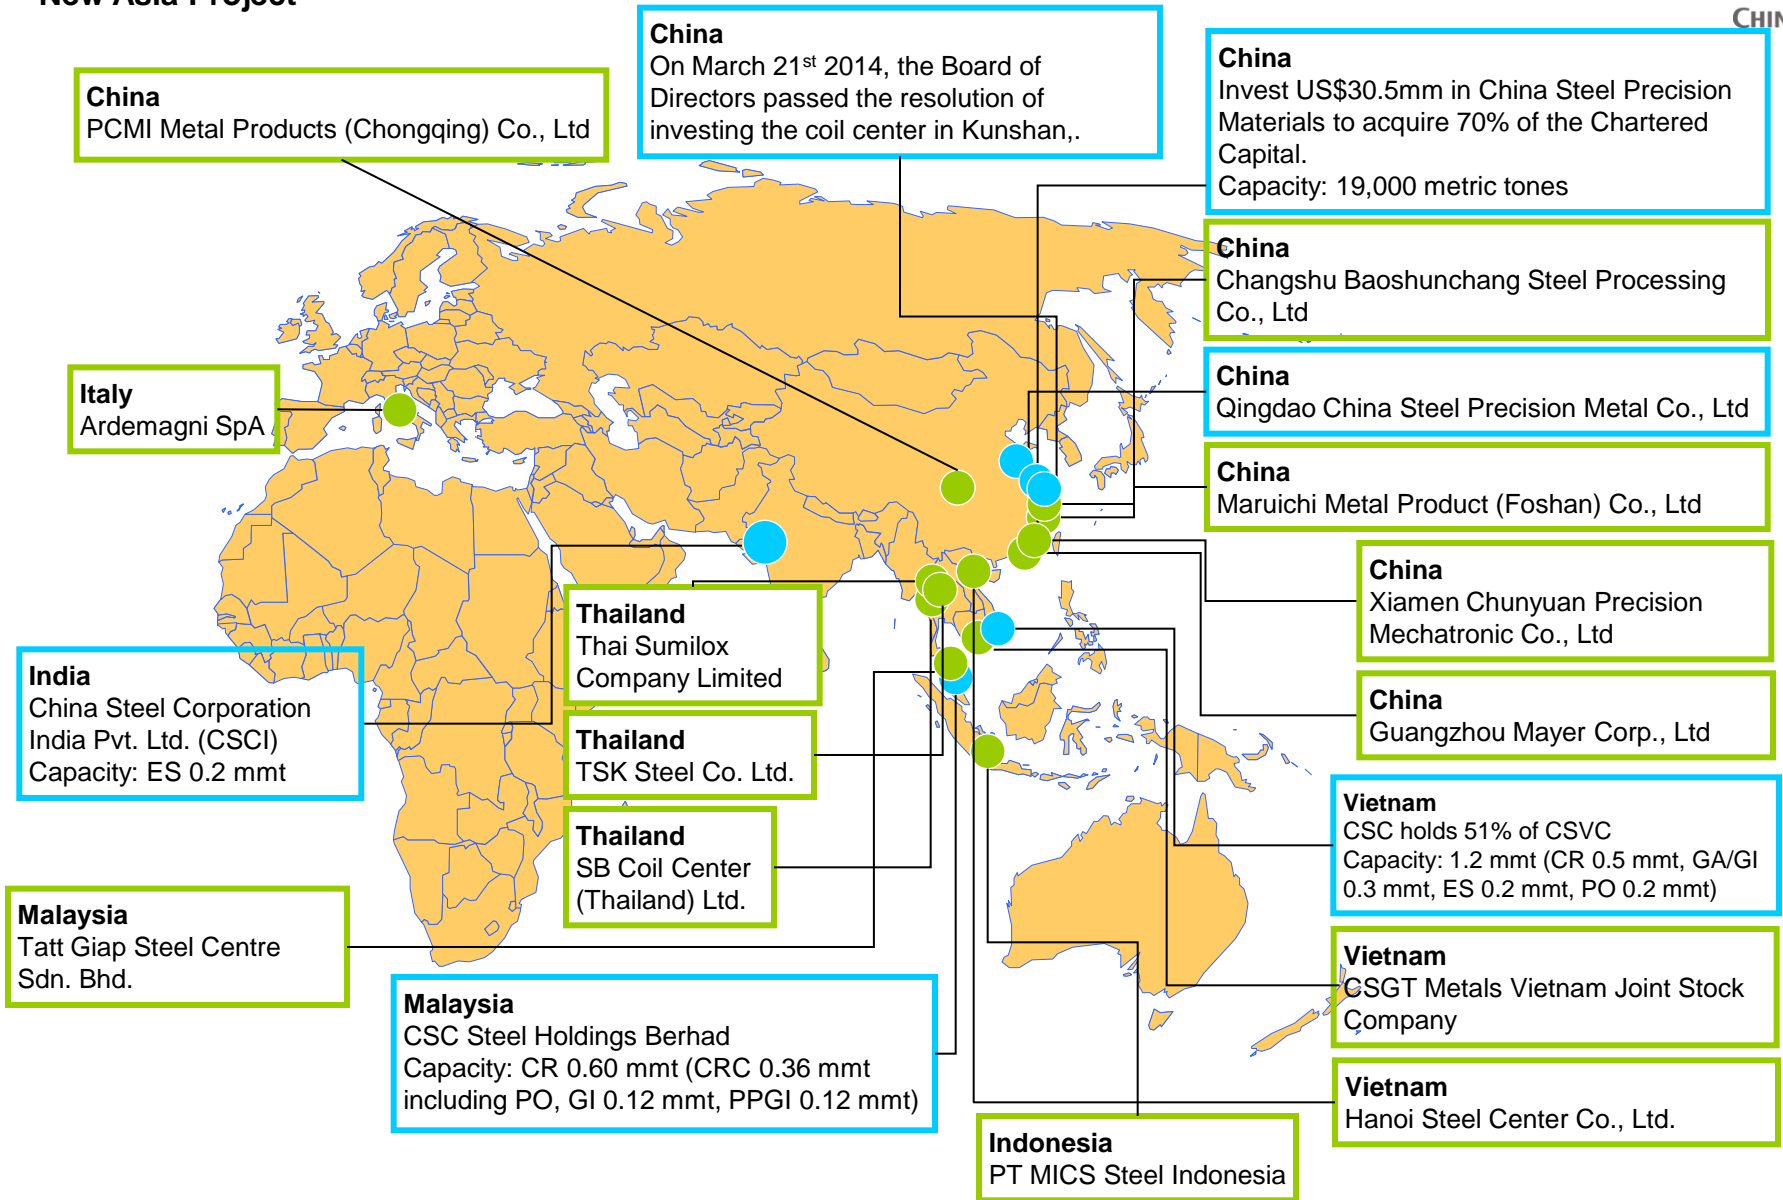 New Asia Project
CHIN
China
PCMI Metal Products (Chongqing) Co., Ltd
China
On March 21st 2014, the Board of
Directors passed the resolution of
investing the coil center in Kunshan,.
China
Invest US$30.5mm in China Steel Precision
Materials to acquire 70% of the Chartered
Capital.
Capacity: 19,000 metric tones
China
Changshu Baoshunchang Steel Processing
Co., Ltd
Italy
Ardemagni SpA
China
Qingdao China Steel Precision Metal Co., Ltd
China
Maruichi Metal Product (Foshan) Co., Ltd
China
Xiamen Chunyuan Precision
Mechatronic Co., Ltd
Thailand
Thai Sumilox
Company Limited
India
China Steel Corporation
India Pvt. Ltd. (CSCI)
Capacity: ES 0.2 mmt
China
Guangzhou Mayer Corp., Ltd
Thailand
TSK Steel Co. Ltd.
Vietnam
CSC holds 51% of CSVC
Capacity: 1.2 mmt (CR 0.5 mmt, GA/GI
0.3 mmt, ES 0.2 mmt, PO 0.2 mmt)
Thailand
SB Coil Center
(Thailand) Ltd.
Malaysia
Tatt Giap Steel Centre
Sdn. Bhd.
Vietnam
CSGT Metals Vietnam Joint Stock
Company
Malaysia
CSC Steel Holdings Berhad
Capacity: CR 0.60 mmt (CRC 0.36 mmt
including PO, GI 0.12 mmt, PPGI 0.12 mmt)
Vietnam
Hanoi Steel Center Co., Ltd.
Indonesia
PT MICS Steel Indonesia